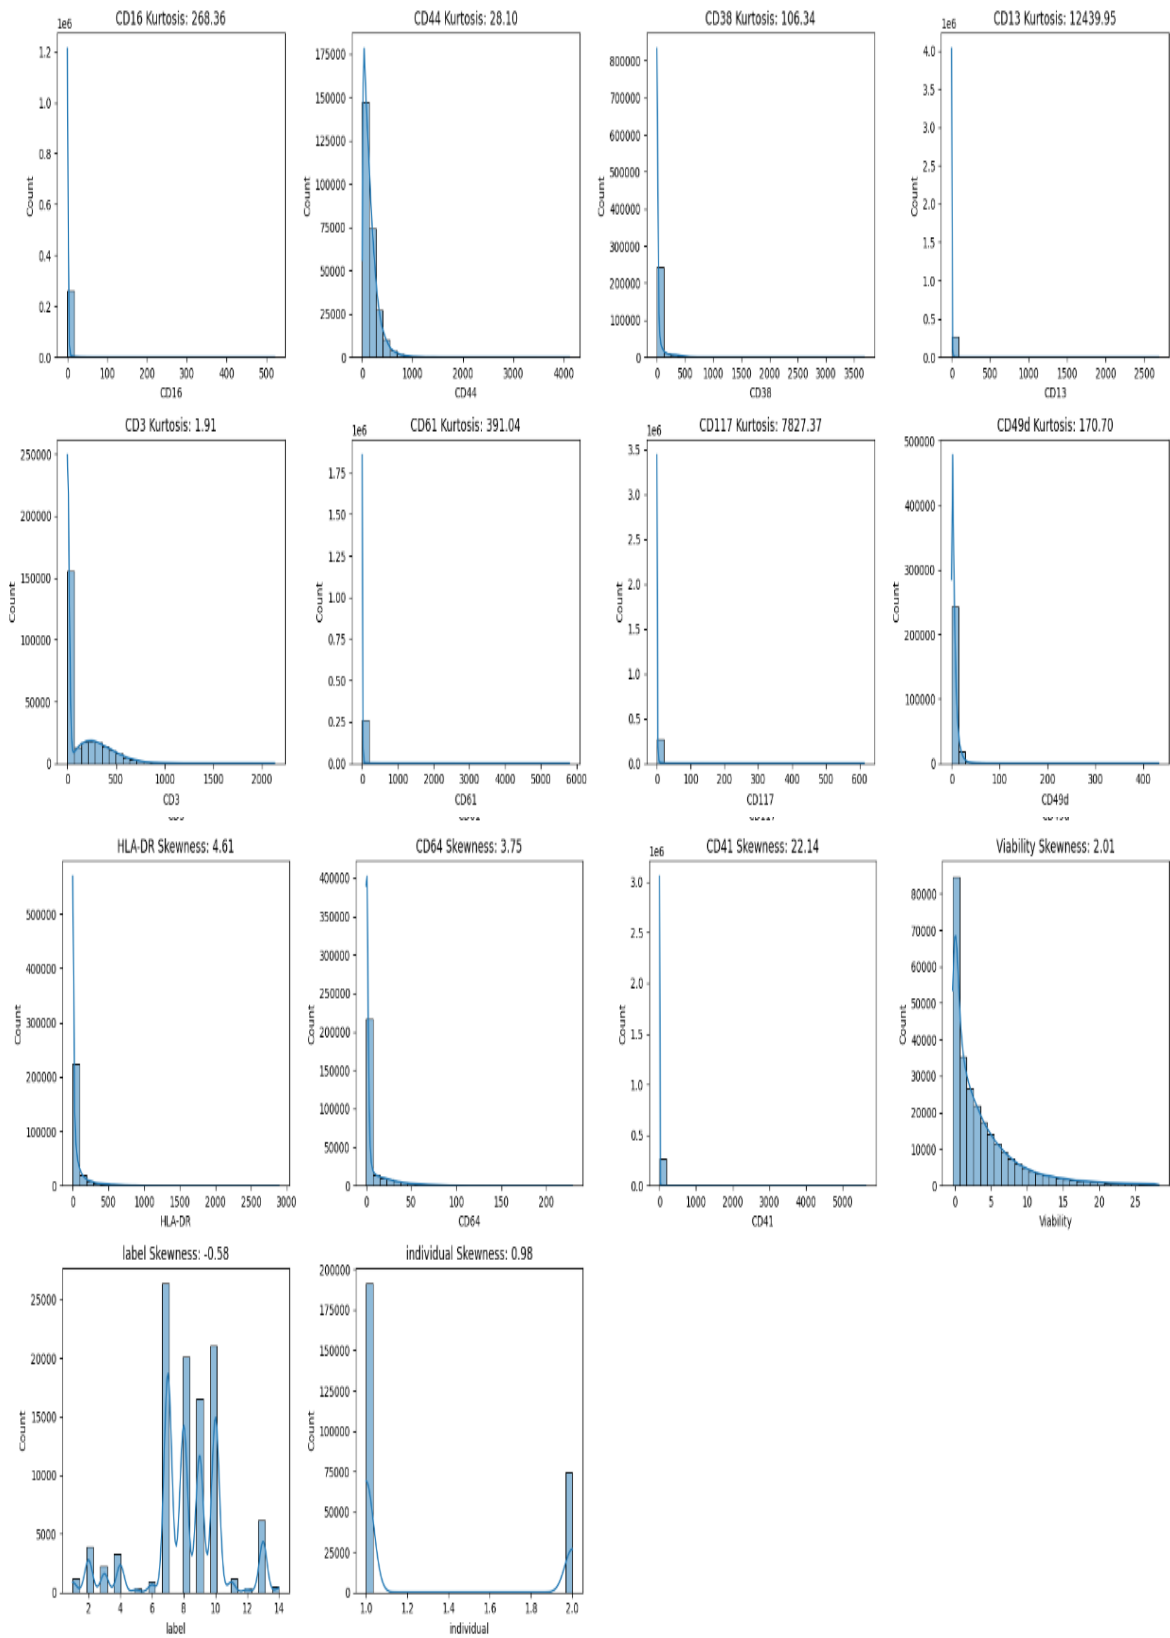 CD16 Kurtosis: 268.36
CD44 Kurtosis: 28.10
CD38 Kurtosis: 106.34
CD13 Kurtosis: 12439.95
1e6
1.2
1.0
0.8
0.6
0.4
0.2
0.0
Count
0 100 200 300 400 500
CD16
175000
150000
125000
100000
75000
50000
25000
0
Count
0 1000 2000 3000 4000
CD44
800000
700000
600000
500000
400000
300000
200000
100000
0
Count
0 500 1000 1500 2000 2500 3000 3500
CD38
1e6
4.0
3.5
3.0
2.5
2.0
1.5
1.0
0.5
0.0
Count
0 500 1000 1500 2000 2500
CD13
CD3 Kurtosis: 1.91
CD61 Kurtosis: 391.04
CD117 Kurtosis: 7827.37
CD49d Kurtosis: 170.70
250000
200000
150000
100000
50000
0
Count
0 500 1000 1500 2000
CD3
1e6
1.75
1.50
1.25
1.00
0.75
0.50
0.25
0.00
Count
0 1000 2000 3000 4000 5000 6000
CD61
1e6
3.5
3.0
2.5
2.0
1.5
1.0
0.5
0.0
Count
0 100 200 300 400 500 600
CD117
500000
400000
300000
200000
100000
0
Count
0 100 200 300 400
CD49d
HLA-DR Skewness: 4.61
CD64 Skewness: 3.75
CD41 Skewness: 22.14
Viability Skewness: 2.01
500000
400000
300000
200000
100000
0
Count
0 500 1000 1500 2000 2500 3000
HLA-DR
400000
350000
300000
250000
200000
150000
100000
50000
0
Count
0 100 200
CD64
1e6
3.0
2.5
2.0
1.5
1.0
0.5
0.0
Count
0 1000 2000 3000 4000 5000
CD41
80000
70000
60000
50000
40000
30000
20000
10000
0
Count
0 5 10 15 20 25
Viability
label Skewness: -0.58
individual Skewness: 0.98
25000
20000
15000
10000
5000
0
Count
2 4 6 8 10 12 14
label
200000
175000
150000
125000
100000
75000
50000
25000
0
Count
1.0 1.2 1.4 1.6 1.8 2.0
individual